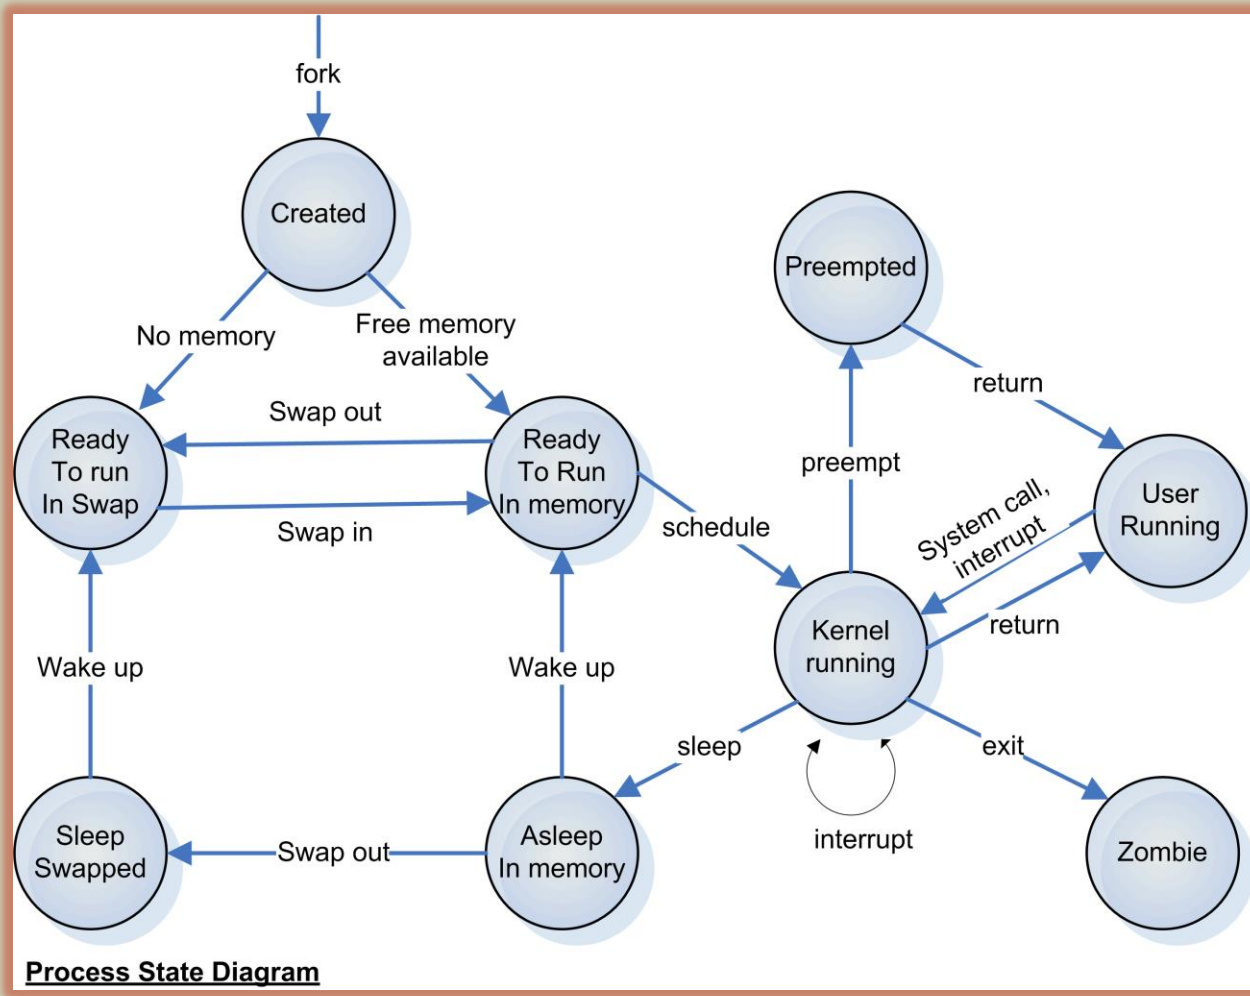 fork
Created
Preempted
No memory
Free memory
available
return
Swap out
Ready
To run
In Swap
Ready
To Run
In memory
preempt
User
Running
Swap in
schedule
System call,
interrupt
Kernel
running
return
Wake up
Wake up
sleep
exit
interrupt
Sleep
Swapped
Swap out
Asleep
In memory
Zombie
Process State Diagram